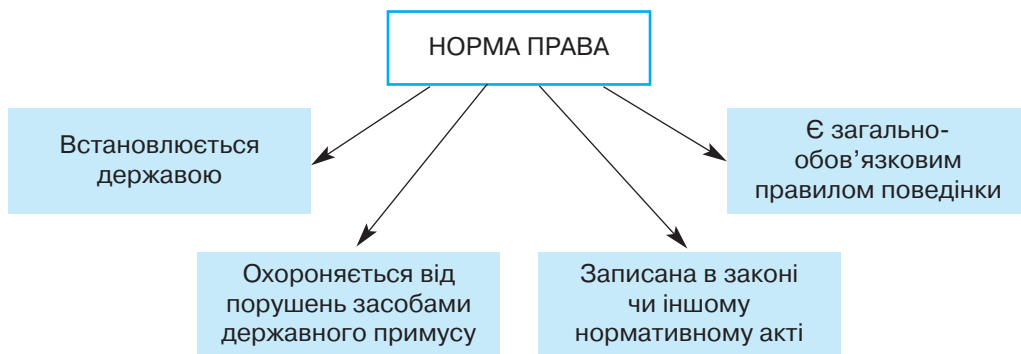 НОРМА ПРАВА
Встановлюється
державою
Охороняється від
порушень засобами
державного примусу
Записана в законі
чи іншому
нормативному акті
Є загально-
обов’язковим
правилом поведінки